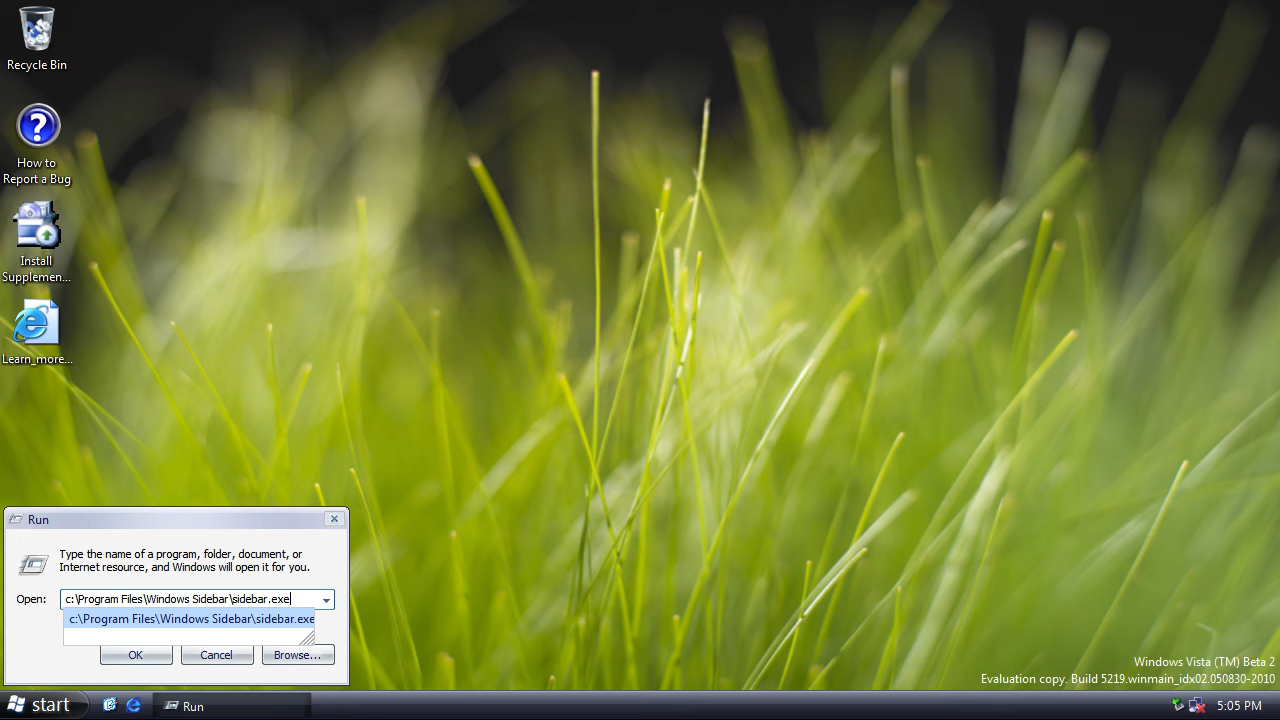 Recycle Bin
How to
Report a Bug
Install
Supplemen...
Learn_more...
Run
Type the name of a program, folder, document, or
Internet resource, and Windows will open it for you.
Open:
c:\Program Files\Windows Sidebar\sidebar.exe
c:\Program Files\Windows Sidebar\sidebar.exe
OK
Cancel
Browse...
Windows Vista (TM) Beta 2
Evaluation copy. Build 5219.winmain_idx02.050830-2010
start
Run
5:05 PM